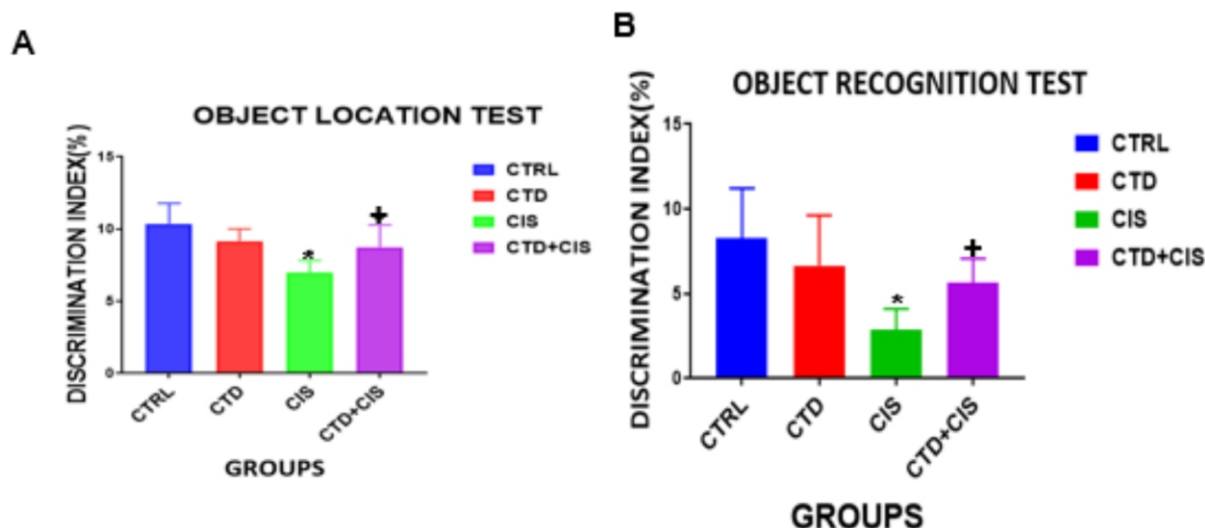 A
OBJECT LOCATION TEST
DISCRIMINATION INDEX(%)
15
10
5
0
*
+
CTRL
CTD
CIS
CTD+CIS
CTRL
CTD
CIS
CTD+CIS
GROUPS
B
OBJECT RECOGNITION TEST
DISCRIMINATION INDEX(%)
15
10
5
0
*
+
CTRL
CTD
CIS
CTD+CIS
CTRL
CTD
CIS
CTD+CIS
GROUPS